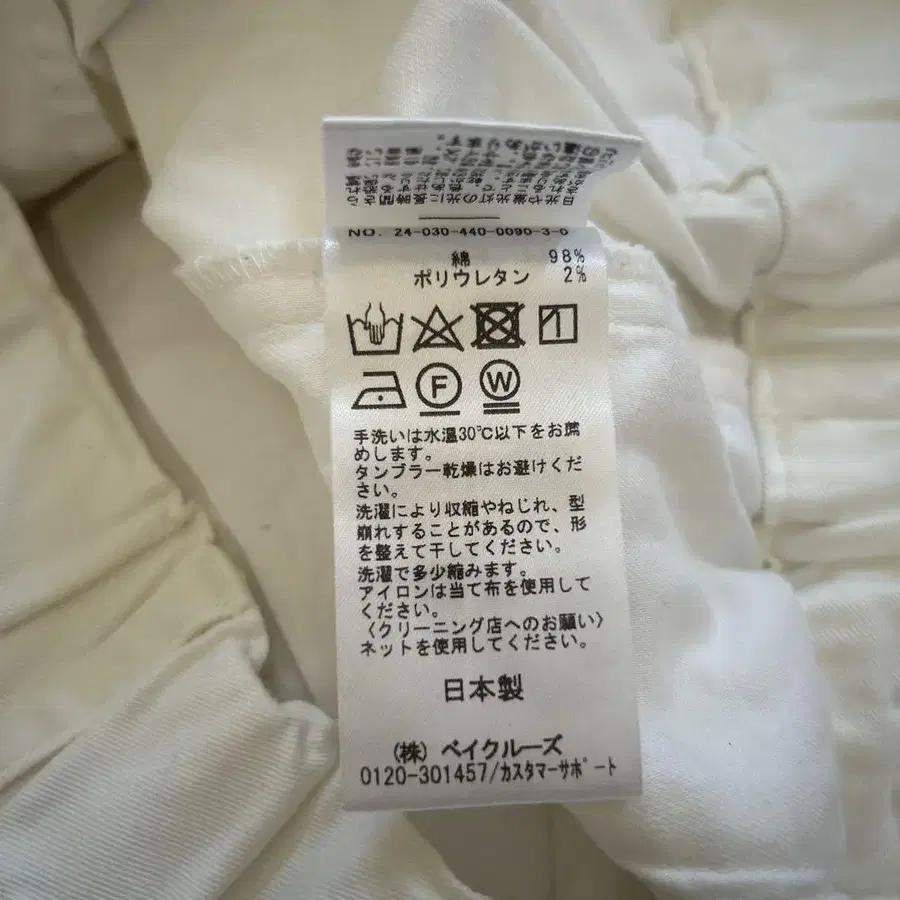 NO. 24-030-440-0090-3-0
綿 98%
ポリウレタン 2%
F W
手洗いは水温30℃以下をお薦
めします。
タンブラー乾燥はお避けくだ
さい。
洗濯により収縮やねじれ、型
崩れすることがあるので、形
を整えて干してください。
洗濯で多少縮みます。
アイロンは当て布を使用して
ください。
〈クリーニング店へのお願い〉
ネットを使用してください。
日本製
(株) ベイクルーズ
0120-301457/カスタマーサポート